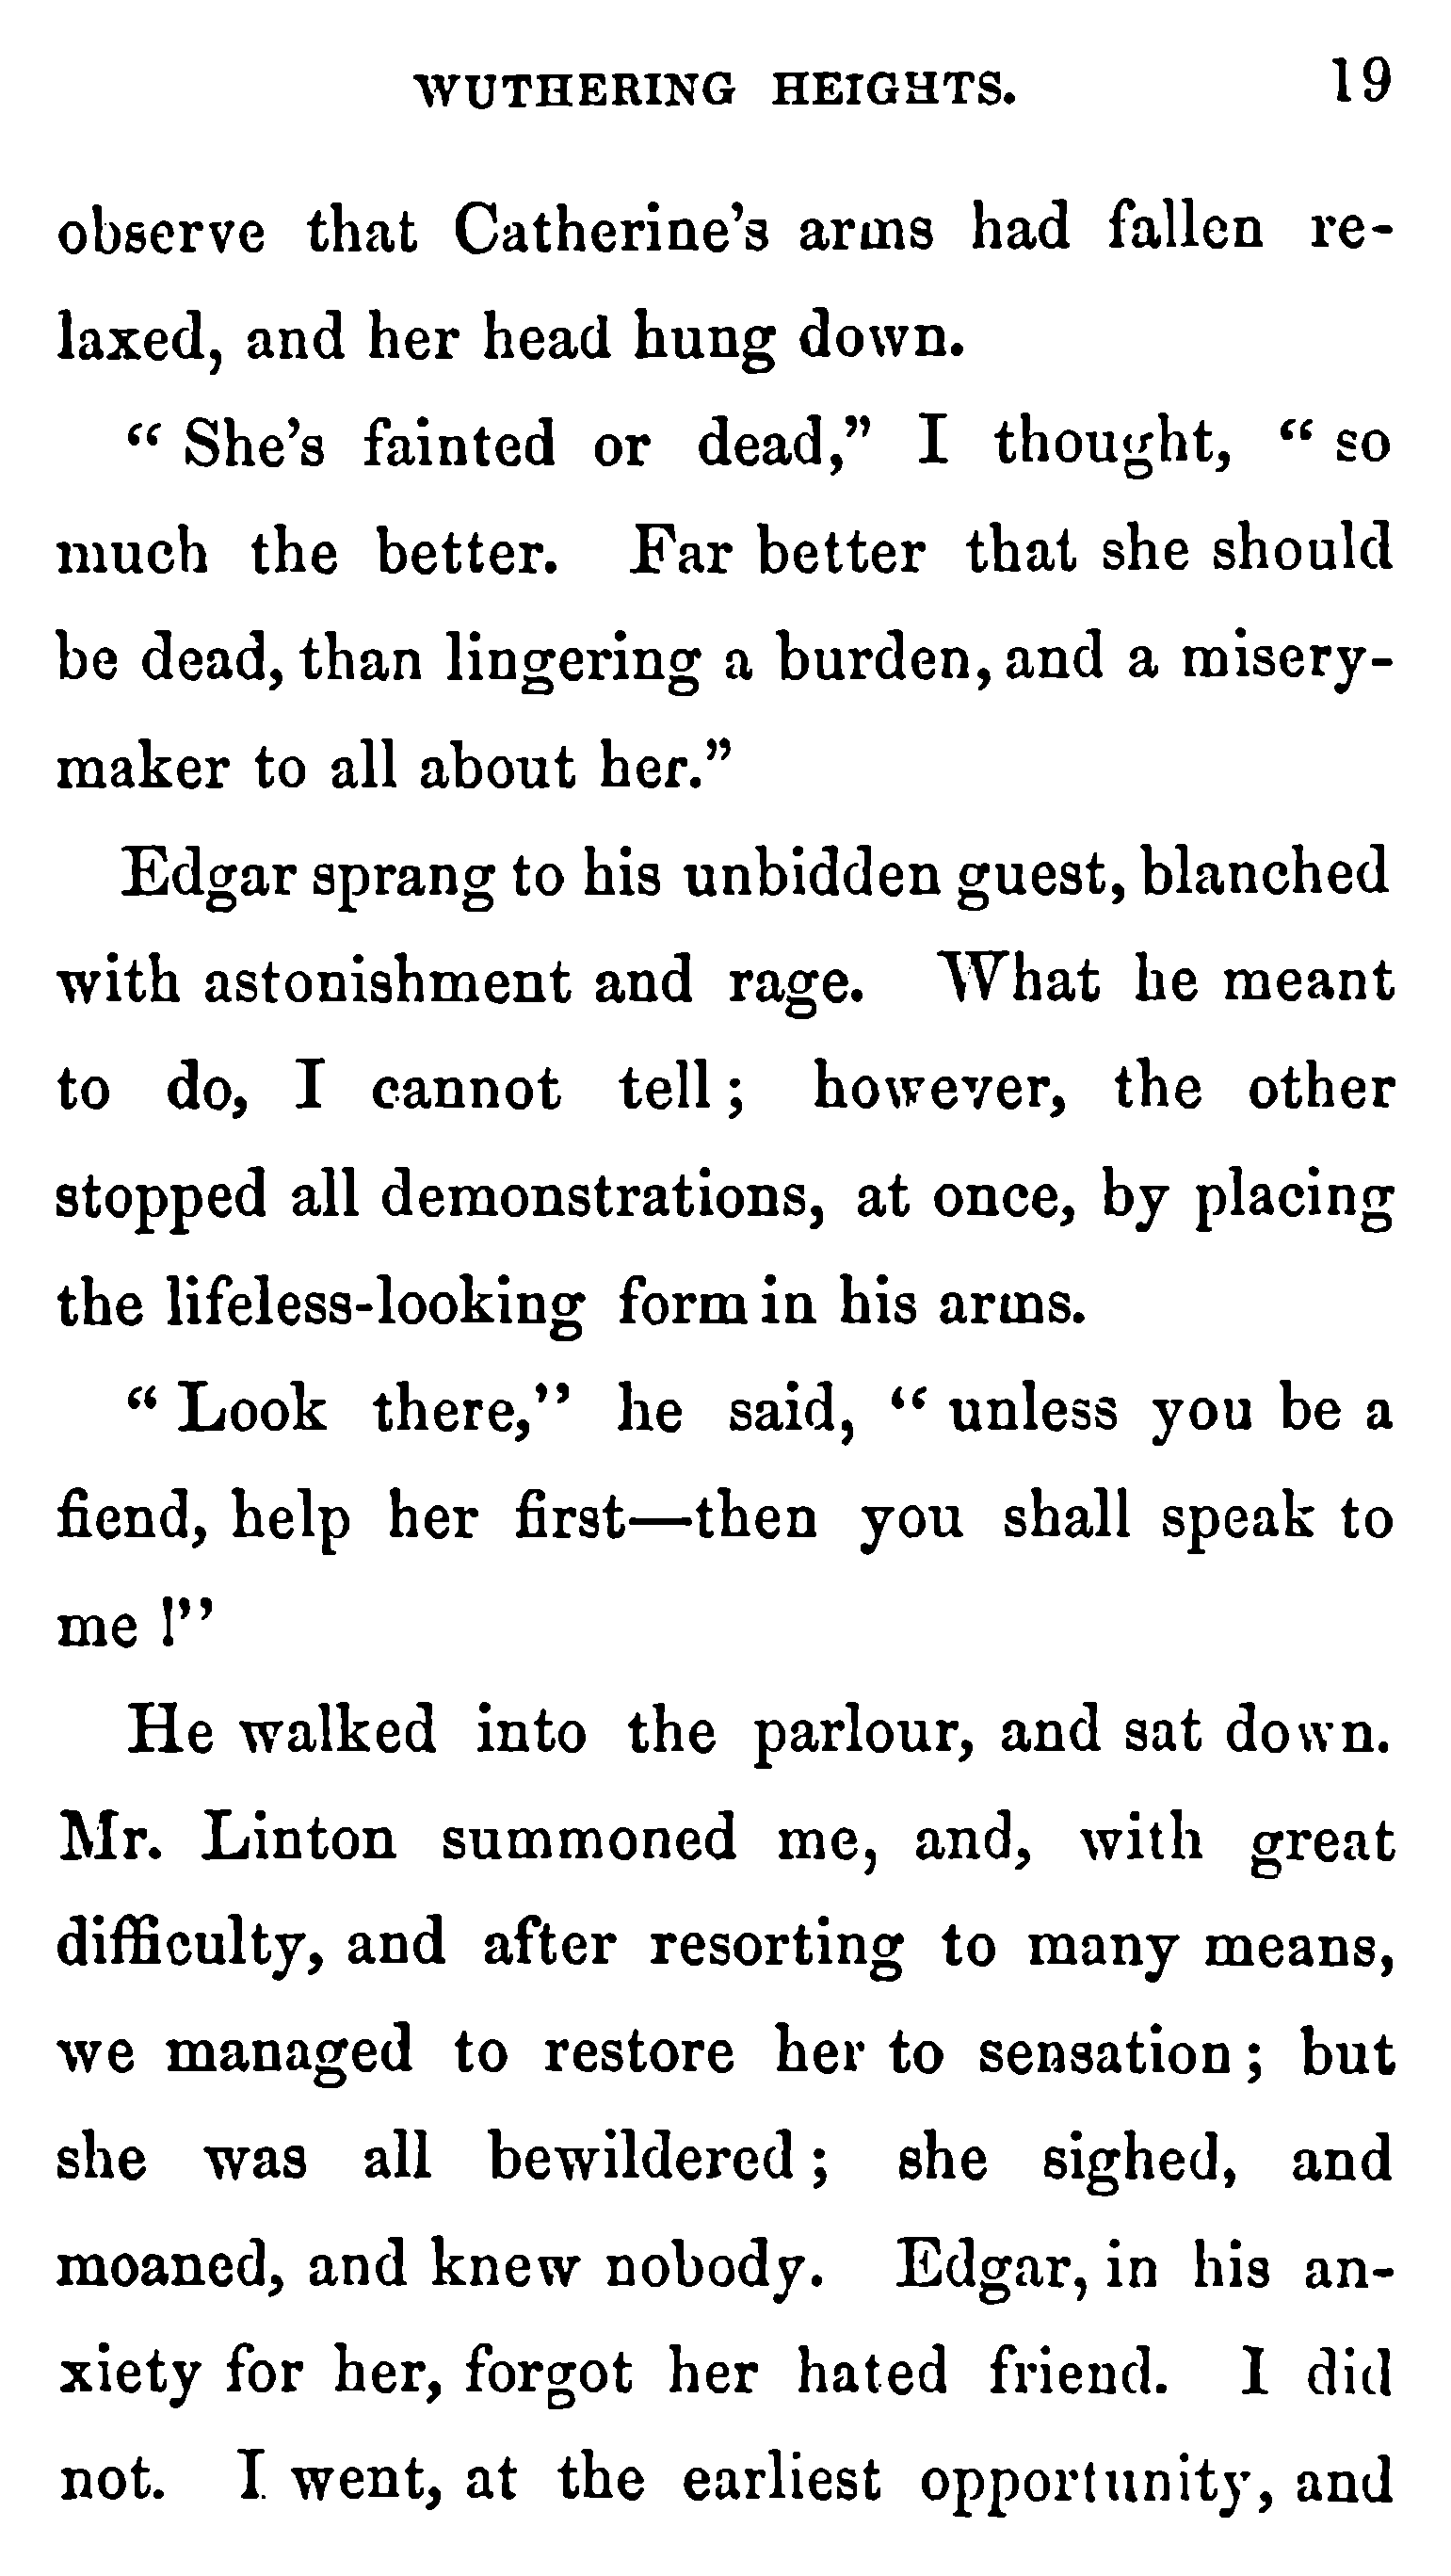 WUTHERING HEIGHTS. 19
observe that Catherine's arms had fallen re-
laxed, and her head hung down.
" She's fainted or dead," I thought, " so
much the better. Far better that she should
be dead, than lingering a burden, and a misery-
maker to all about her."
Edgar sprang to his unbidden guest, blanched
with astonishment and rage. What he meant
to do, I cannot tell ; however, the other
stopped all demonstrations, at once, by placing
the lifeless-looking form in his arms.
" Look there," he said, " unless you be a
fiend, help her first—then you shall speak to
me !"
He walked into the parlour, and sat down.
Mr. Linton summoned me, and, with great
difficulty, and after resorting to many means,
we managed to restore her to sensation ; but
she was all bewildered ; she sighed, and
moaned, and knew nobody. Edgar, in his an-
xiety for her, forgot her hated friend. I did
not. I went, at the earliest opportunity, and